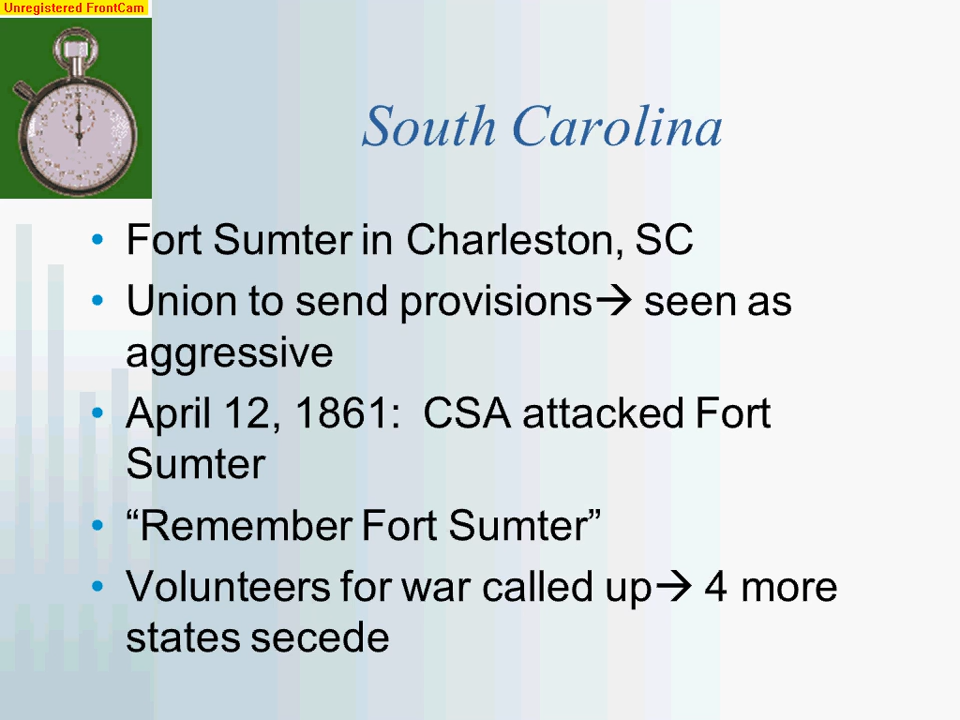 Unregistered FrontCam
South Carolina
• Fort Sumter in Charleston, SC
• Union to send provisions→ seen as
aggressive
• April 12, 1861:  CSA attacked Fort
Sumter
• “Remember Fort Sumter”
• Volunteers for war called up→ 4 more
states secede